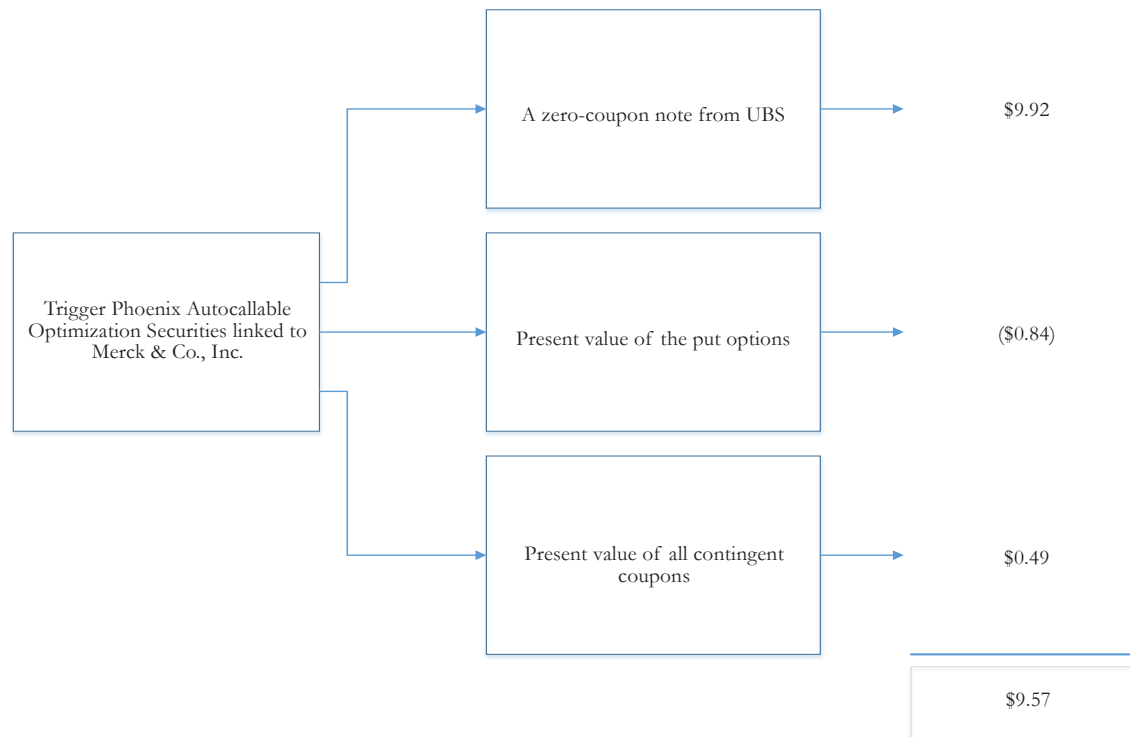 A zero-coupon note from UBS
$9.92
Trigger Phoenix Autocallable
Optimization Securities linked to
Merck & Co., Inc.
Present value of the put options
($0.84)
Present value of all contingent
coupons
$0.49
$9.57